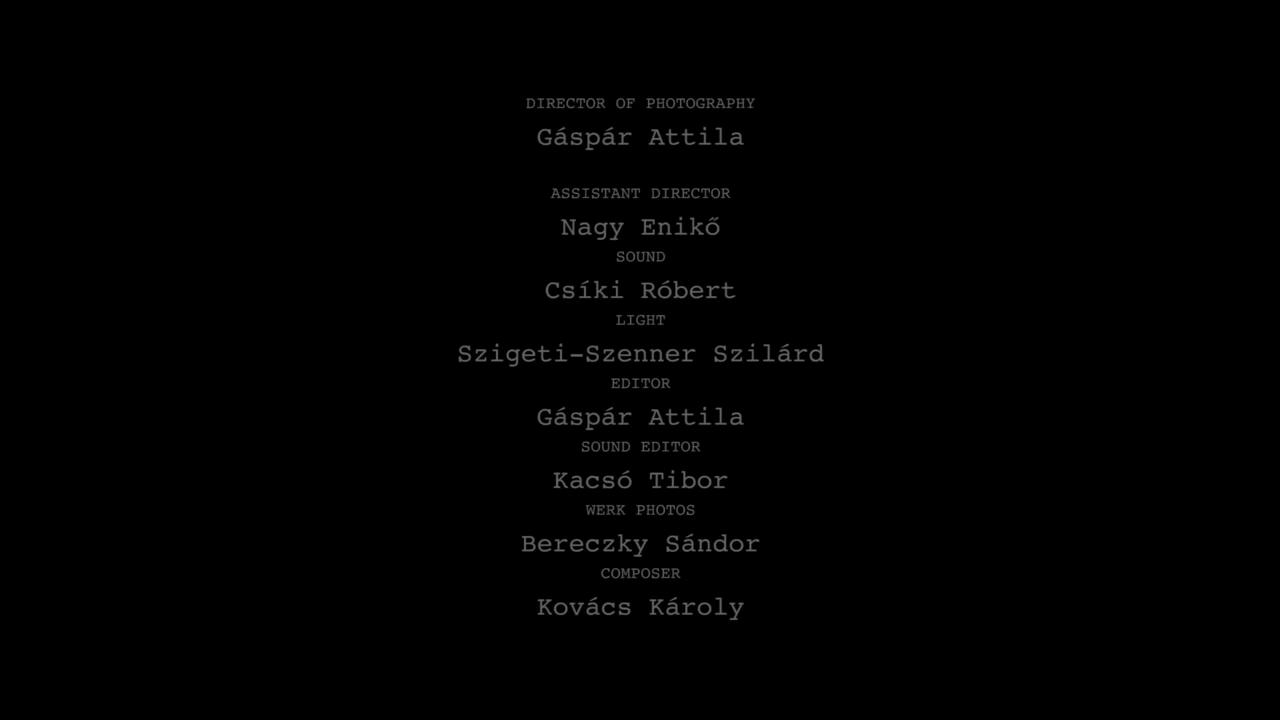 DIRECTOR OF PHOTOGRAPHY
Gáspár Attila
ASSISTANT DIRECTOR
Nagy Enikő
SOUND
Csíki Róbert
LIGHT
Szigeti-Szenner Szilárd
EDITOR
Gáspár Attila
SOUND EDITOR
Kacsó Tibor
WERK PHOTOS
Bereczky Sándor
COMPOSER
Kovács Károly